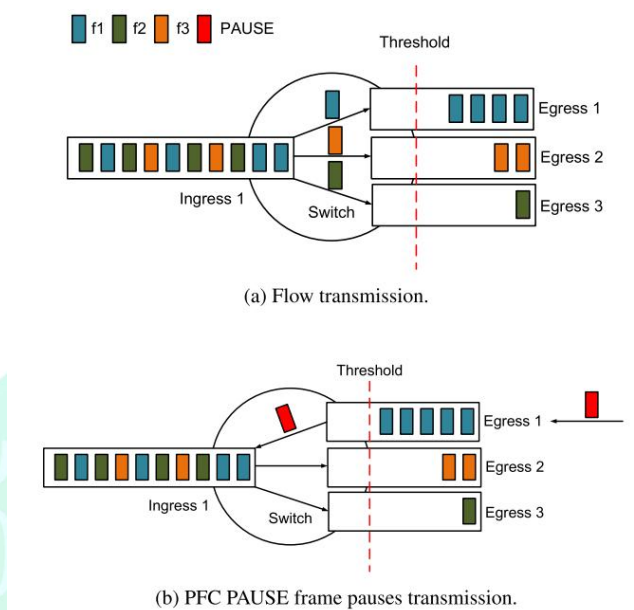 f1 f2 f3 PAUSE
Threshold
Egress 1
Egress 2
Ingress 1
Egress 3
Switch
(a) Flow transmission.
Threshold
Egress 1
Egress 2
Ingress 1
Egress 3
Switch
(b) PFC PAUSE frame pauses transmission.